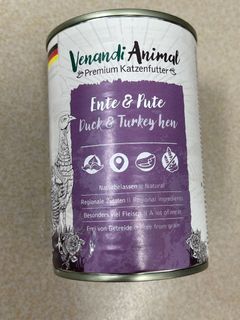 Venandi Animal
Premium Katzenfutter
Ente & Pute
Duck & Turkey hen
Naturbelassen || Natural
Regionale Zutaten || Regional ingredients
Besonders Viel Fleisch || A lot of meat
Frei von Getreide || Free from grain